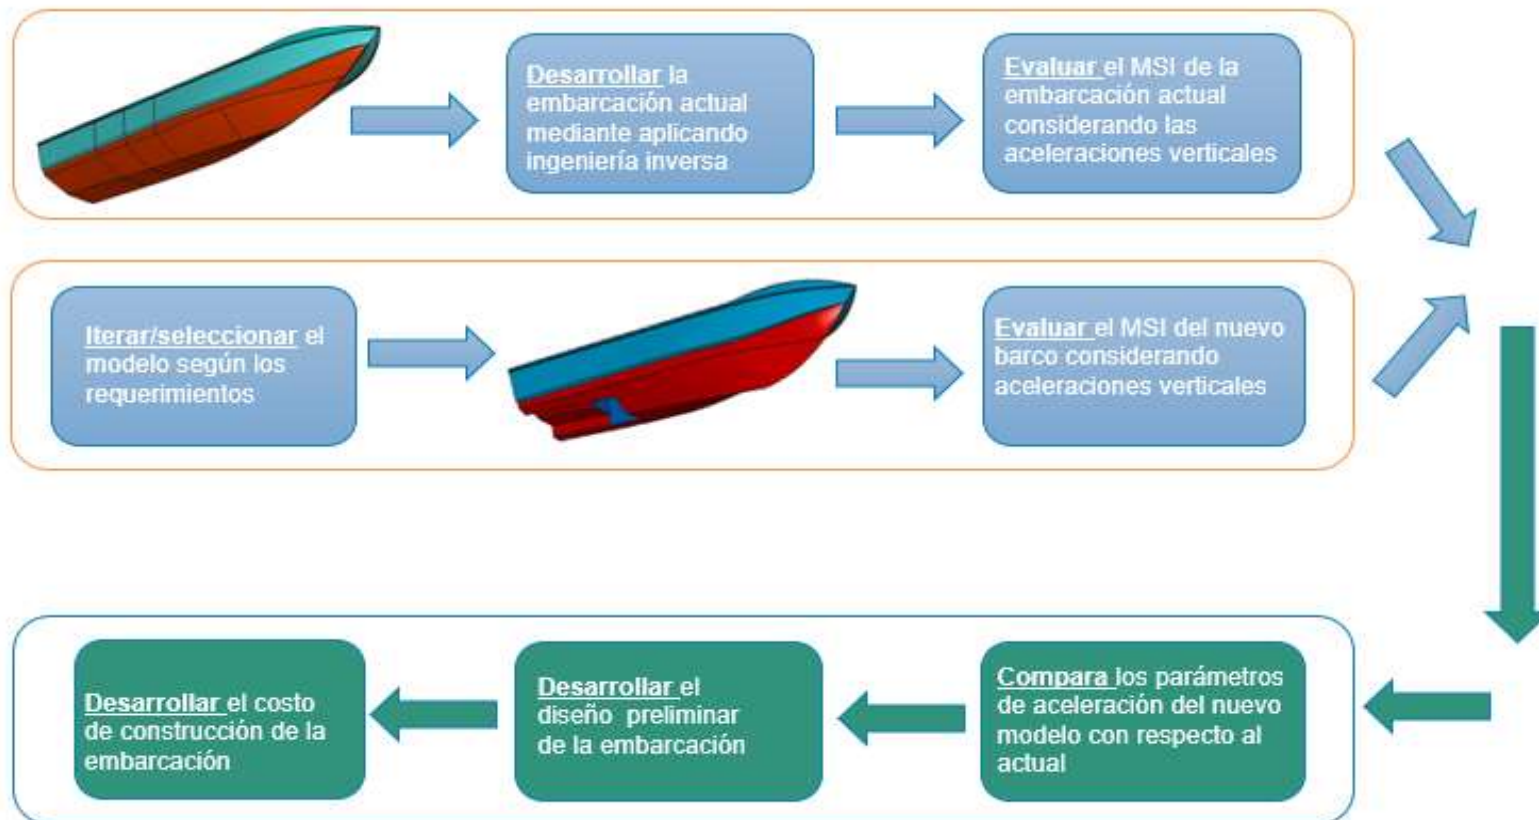 Desarrollar la
embarcación actual
mediante aplicando
ingeniería inversa
Evaluar el MSI de la
embarcación actual
considerando las
aceleraciones verticales
Iterar/seleccionar el
modelo según los
requerimientos
Evaluar el MSI del nuevo
barco considerando
aceleraciones verticales
Desarrollar el costo
de construcción de la
embarcación
Desarrollar el
diseño preliminar
de la embarcación
Compara los parámetros
de aceleración del nuevo
modelo con respecto al
actual